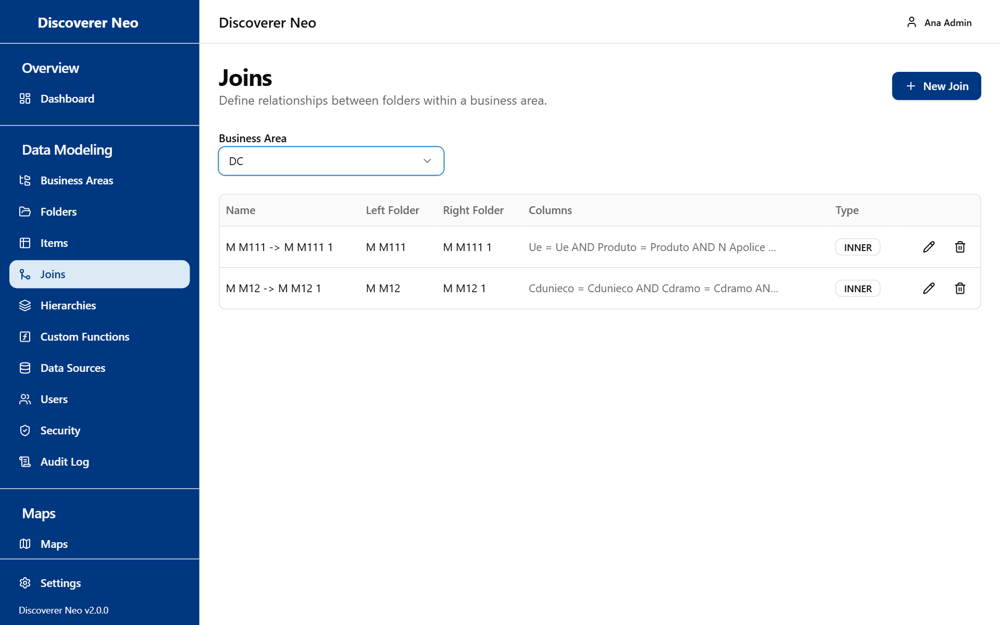 Discoverer Neo
Discoverer Neo
Ana Admin
Overview
Dashboard
Data Modeling
Business Areas
Folders
Items
Joins
Hierarchies
Custom Functions
Data Sources
Users
Security
Audit Log
Maps
Maps
Settings
Discoverer Neo v2.0.0
Joins
Define relationships between folders within a business area.
New Join
Business Area
DC
Name Left Folder Right Folder Columns Type
M M111 -> M M111 1 M M111 M M111 1 Ue = Ue AND Produto = Produto AND N Apolice ... INNER
M M12 -> M M12 1 M M12 M M12 1 Cdunieco = Cdunieco AND Cdramo = Cdramo AN... INNER